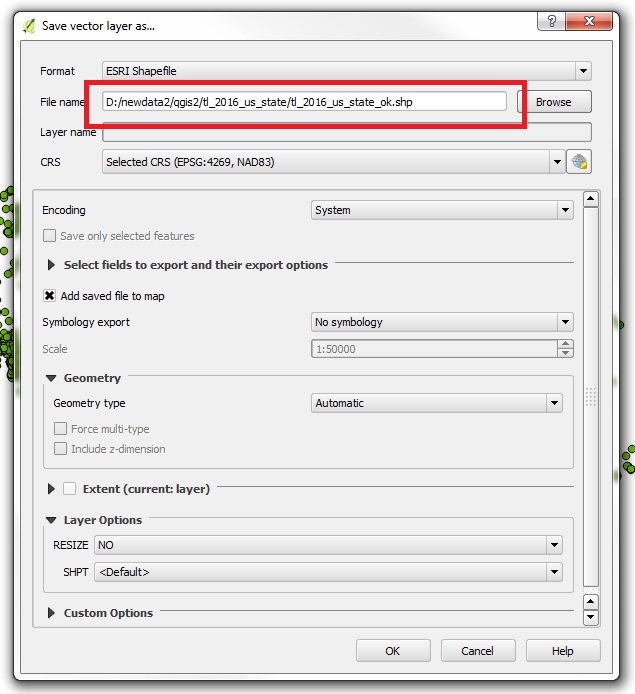 Save vector layer as...
Format ESRI Shapefile
File name D:/newdata2/qgis2/tl_2016_us_state/tl_2016_us_state_ok.shp Browse
Layer name
CRS Selected CRS (EPSG:4269, NAD83)
Encoding System
Save only selected features
Select fields to export and their export options
Add saved file to map
Symbology export No symbology
Scale 1:50000
Geometry
Geometry type Automatic
Force multi-type
Include z-dimension
Extent (current: layer)
Layer Options
RESIZE NO
SHPT <Default>
Custom Options
OK Cancel Help